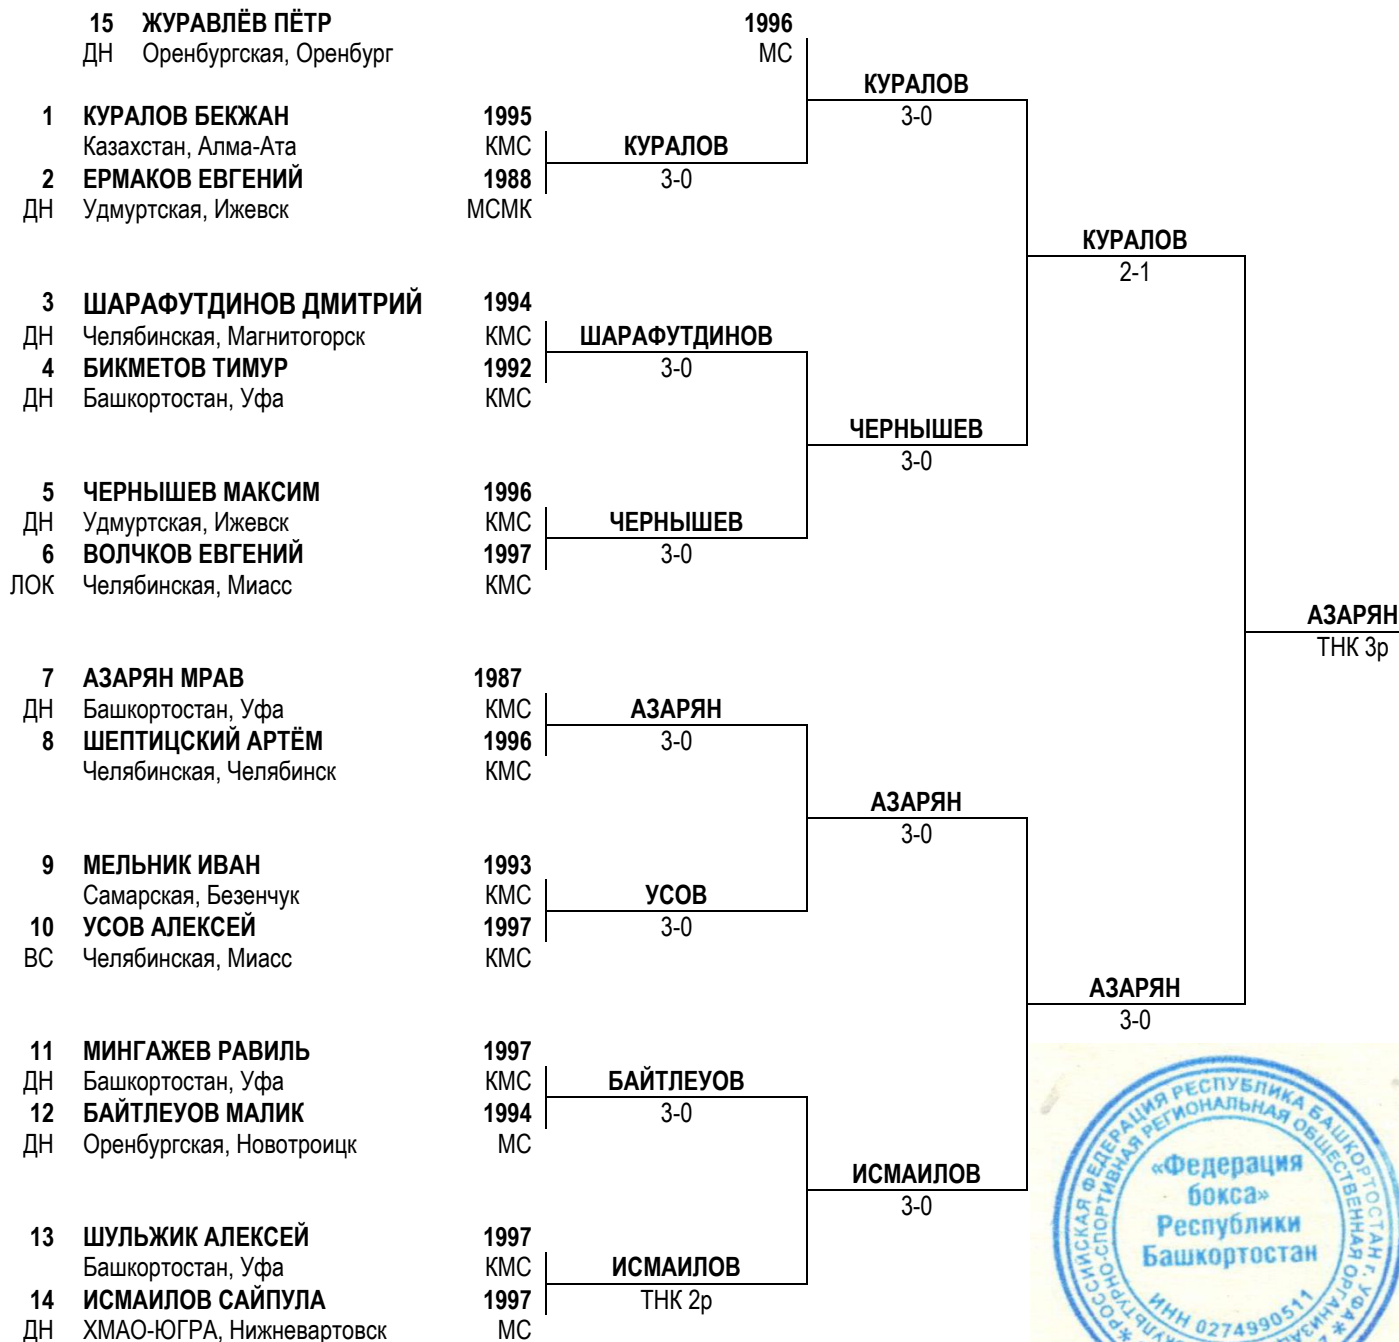 15 ЖУРАВЛЁВ ПЁТР 1996
ДН Оренбургская, Оренбург МС
КУРАЛОВ
3-0
1 КУРАЛОВ БЕКЖАН 1995
Казахстан, Алма-Ата КМС
КУРАЛОВ
2 ЕРМАКОВ ЕВГЕНИЙ 1988
3-0
ДН Удмуртская, Ижевск МСМК
КУРАЛОВ
2-1
3 ШАРАФУТДИНОВ ДМИТРИЙ 1994
ДН Челябинская, Магнитогорск КМС
ШАРАФУТДИНОВ
4 БИКМЕТОВ ТИМУР 1992
3-0
ДН Башкортостан, Уфа КМС
ЧЕРНЫШЕВ
3-0
5 ЧЕРНЫШЕВ МАКСИМ 1996
ДН Удмуртская, Ижевск КМС
ЧЕРНЫШЕВ
6 ВОЛЧКОВ ЕВГЕНИЙ 1997
3-0
ЛОК Челябинская, Миасс КМС
АЗАРЯН
ТНК 3р
7 АЗАРЯН МРАВ 1987
ДН Башкортостан, Уфа КМС
АЗАРЯН
8 ШЕПТИЦСКИЙ АРТЁМ 1996
3-0
Челябинская, Челябинск КМС
АЗАРЯН
3-0
9 МЕЛЬНИК ИВАН 1993
Самарская, Безенчук КМС
УСОВ
10 УСОВ АЛЕКСЕЙ 1997
3-0
ВС Челябинская, Миасс КМС
АЗАРЯН
3-0
11 МИНГАЖЕВ РАВИЛЬ 1997
ДН Башкортостан, Уфа КМС
БАЙТЛЕУОВ
12 БАЙТЛЕУОВ МАЛИК 1994
3-0
ДН Оренбургская, Новотроицк МС
ИСМАИЛОВ
3-0
13 ШУЛЬЖИК АЛЕКСЕЙ 1997
Башкортостан, Уфа КМС
ИСМАИЛОВ
14 ИСМАИЛОВ САЙПУЛА 1997
ТНК 2р
ДН ХМАО-ЮГРА, Нижневартовск МС
РОССИЙСКАЯ ФЕДЕРАЦИЯ РЕСПУБЛИКА БАШКОРТОСТАН г. УФА
СПОРТИВНАЯ РЕГИОНАЛЬНАЯ ОБЩЕСТВЕННАЯ
«Федерация
бокса»
Республики
Башкортостан
ИНН 0274990511